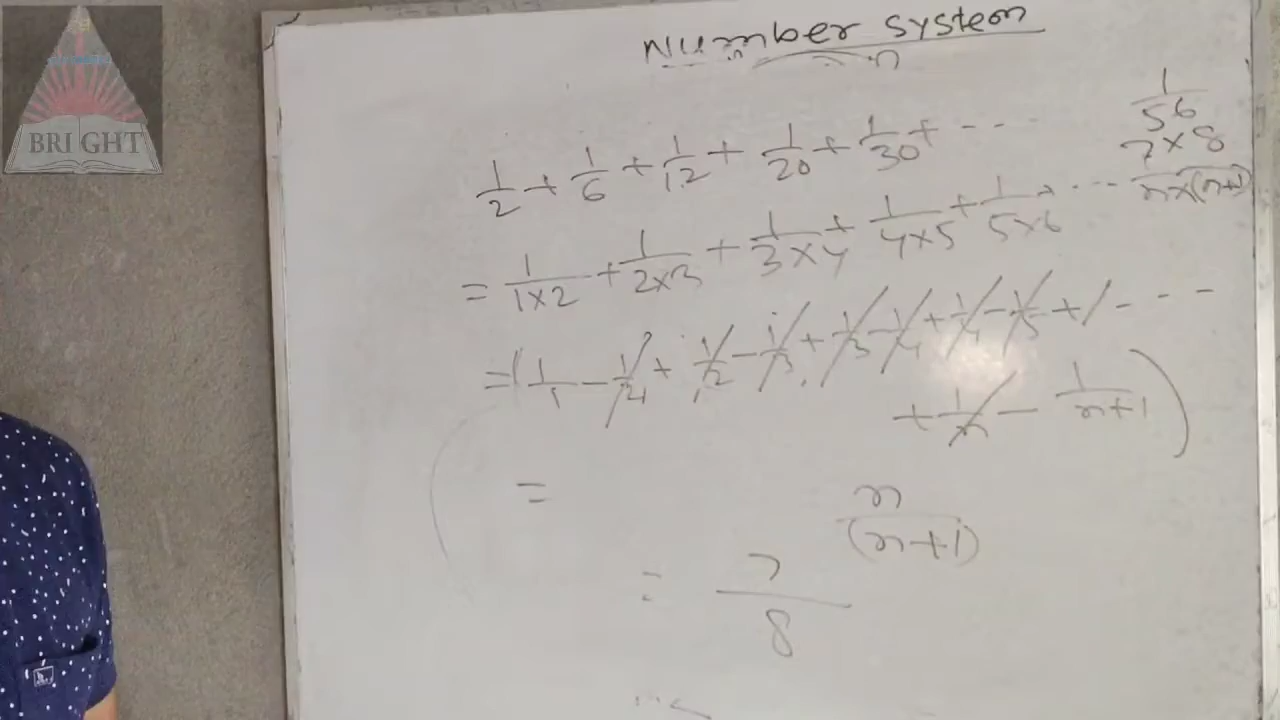 BRIGHT
Number system
1/2 + 1/6 + 1/12 + 1/20 + 1/30 + - - - 1/56
7×8
= 1/1×2 + 1/2×3 + 1/3×4 + 1/4×5 + 1/5×6 + ... 1/n×(n+1)
=(1/1 - 1/2 + 1/2 - 1/3 + 1/3 - 1/4 + 1/4 - 1/5 + / - - -
+ 1/n - 1/n+1)
= n/(n+1)
= 7/8